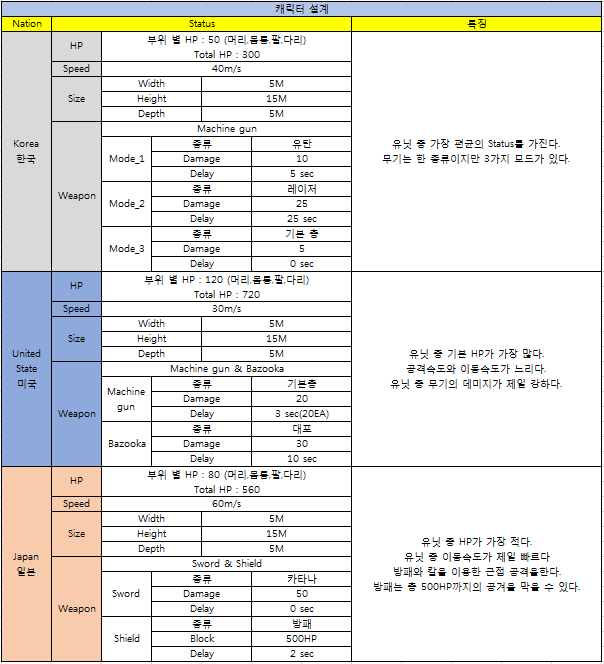 캐릭터 설계
Nation Status 특징
Korea
한국
HP
부위 별 HP : 50 (머리,몸통,팔,다리)
Total HP : 300
Speed 40m/s
Size
Width 5M
Height 15M
Depth 5M
Weapon
Machine gun
Mode_1
종류 유탄
Damage 10
Delay 5 sec
Mode_2
종류 레이저
Damage 25
Delay 25 sec
Mode_3
종류 기본 총
Damage 5
Delay 0 sec
유닛 중 가장 평균의 Status를 가진다.
무기는 한 종류이지만 3가지 모드가 있다.
United
State
미국
HP
부위 별 HP : 120 (머리,몸통,팔,다리)
Total HP : 720
Speed 30m/s
Size
Width 5M
Height 15M
Depth 5M
Weapon
Machine gun & Bazooka
Machine
gun
종류 기본총
Damage 20
Delay 3 sec(20EA)
Bazooka
종류 대포
Damage 30
Delay 10 sec
유닛 중 기본 HP가 가장 많다.
공격속도와 이동속도가 느리다.
유닛 중 무기의 데미지가 제일 강하다.
Japan
일본
HP
부위 별 HP : 80 (머리,몸통,팔,다리)
Total HP : 560
Speed 60m/s
Size
Width 5M
Height 15M
Depth 5M
Weapon
Sword & Shield
Sword
종류 카타나
Damage 50
Delay 0 sec
Shield
종류 방패
Block 500HP
Delay 2 sec
유닛 중 HP가 가장 적다.
유닛 중 이동속도가 제일 빠르다
방패와 칼을 이용한 근접 공격을한다.
방패는 총 500HP까지의 공겨을 막을 수 있다.